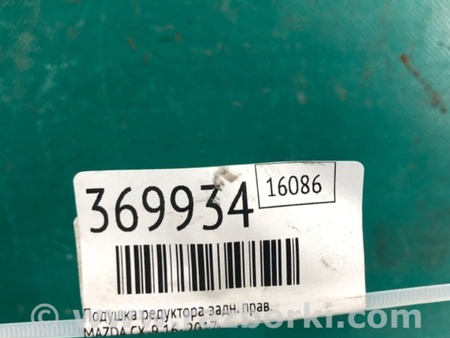 369934
16086
Подушка редуктора задн. прав.
MAZDA CX-9 16- 2017